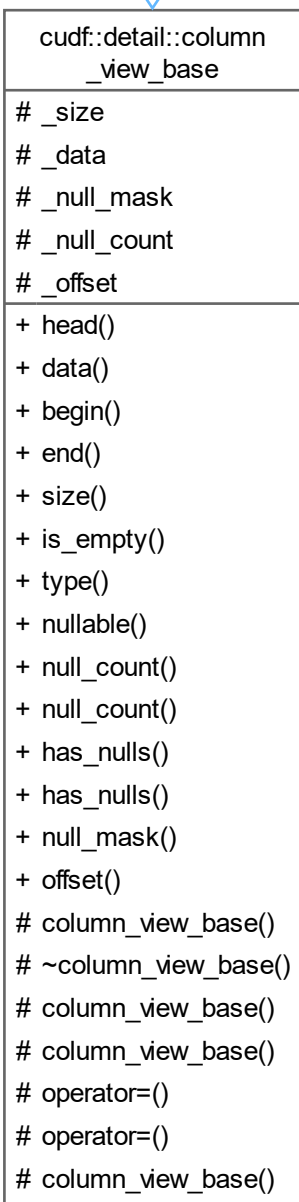 cudf::detail::column
_view_base
# _size
# _data
# _null_mask
# _null_count
# _offset
+ head()
+ data()
+ begin()
+ end()
+ size()
+ is_empty()
+ type()
+ nullable()
+ null_count()
+ null_count()
+ has_nulls()
+ has_nulls()
+ null_mask()
+ offset()
# column_view_base()
# ~column_view_base()
# column_view_base()
# column_view_base()
# operator=()
# operator=()
# column_view_base()